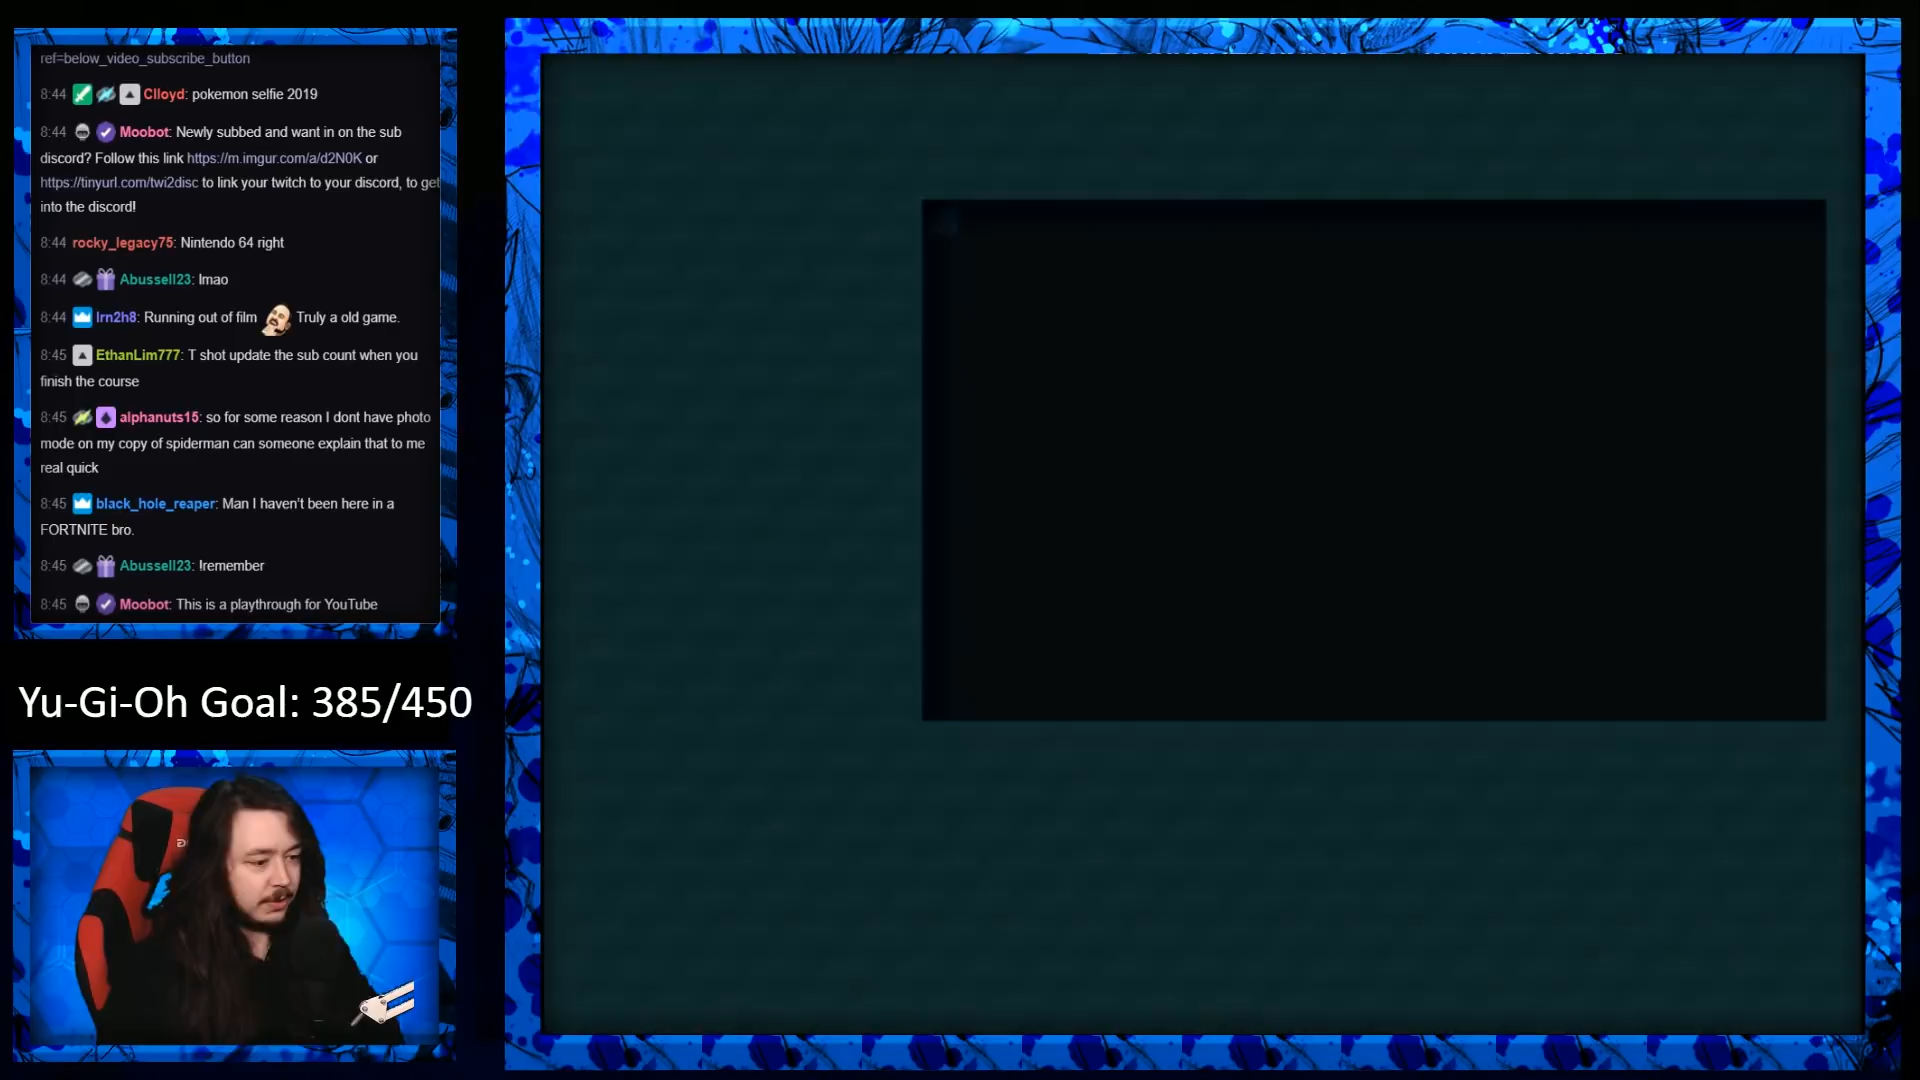 ref=below_video_subscribe_button
8:44 Clloyd: pokemon selfie 2019
8:44 Moobot: Newly subbed and want in on the sub
discord? Follow this link https://m.imgur.com/a/d2N0K or
https://tinyurl.com/twi2disc to link your twitch to your discord, to get
into the discord!
8:44 rocky_legacy75: Nintendo 64 right
8:44 Abussell23: lmao
8:44 lrn2h8: Running out of film Truly a old game.
8:45 EthanLim777: T shot update the sub count when you
finish the course
8:45 alphanuts15: so for some reason I dont have photo
mode on my copy of spiderman can someone explain that to me
real quick
8:45 black_hole_reaper: Man I haven't been here in a
FORTNITE bro.
8:45 Abussell23: !remember
8:45 Moobot: This is a playthrough for YouTube
Yu-Gi-Oh Goal: 385/450